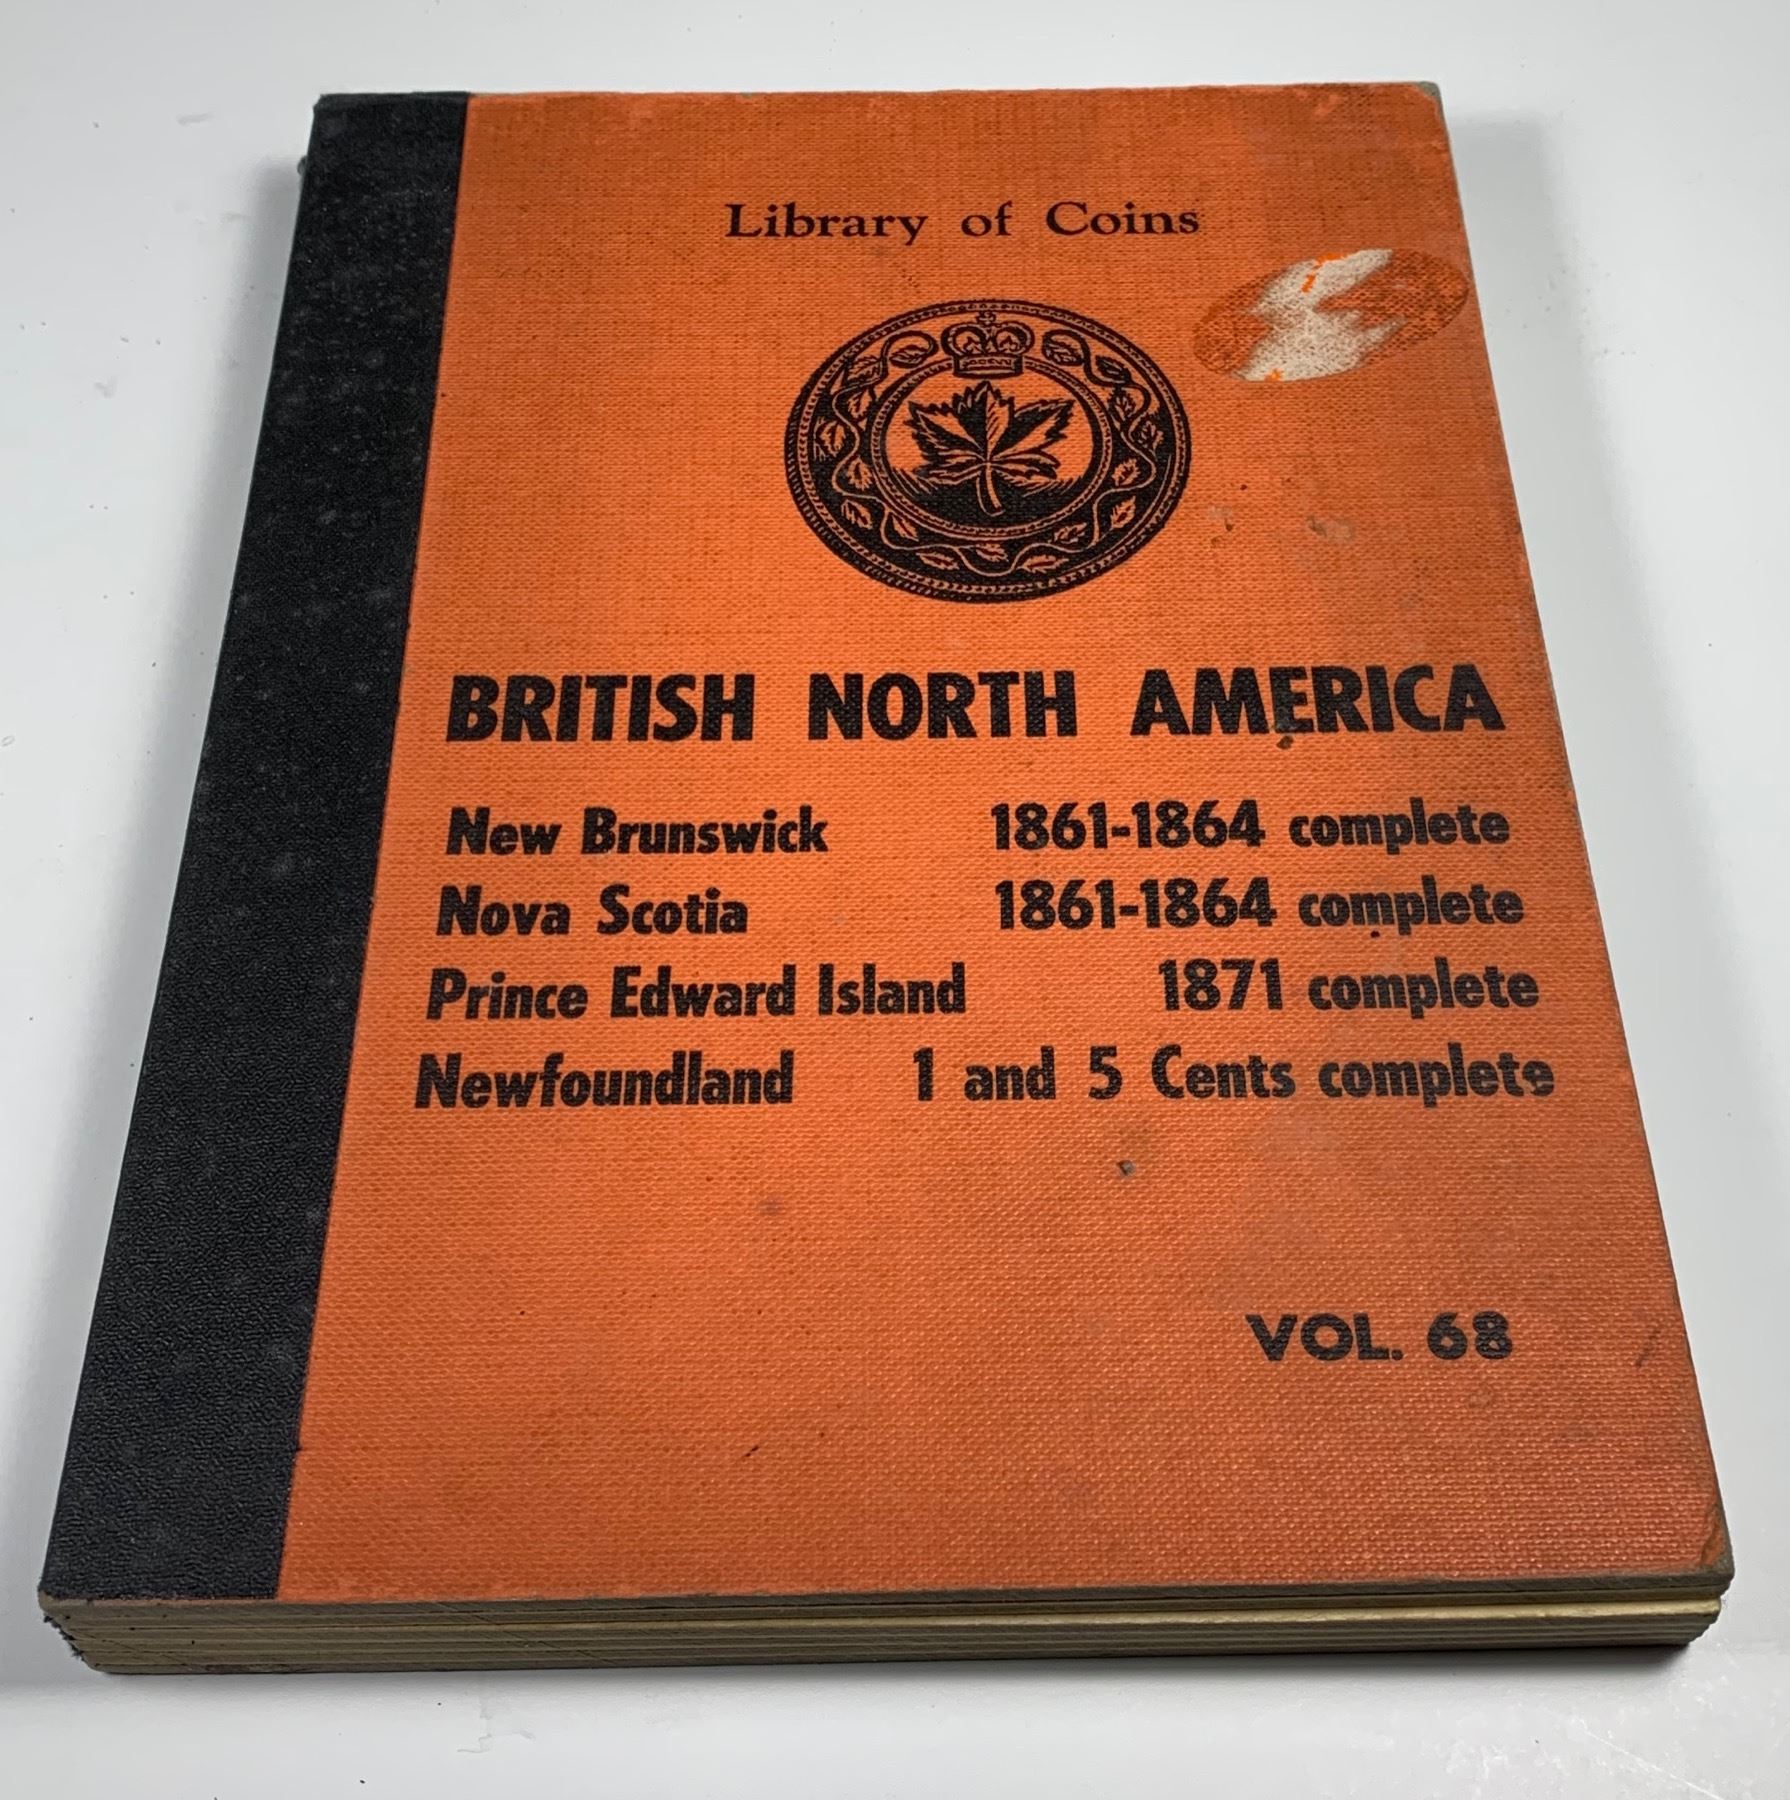 Library of Coins
BRITISH NORTH AMERICA
New Brunswick 1861-1864 complete
Nova Scotia 1861-1864 complete
Prince Edward Island 1871 complete
Newfoundland 1 and 5 Cents complete
VOL. 68